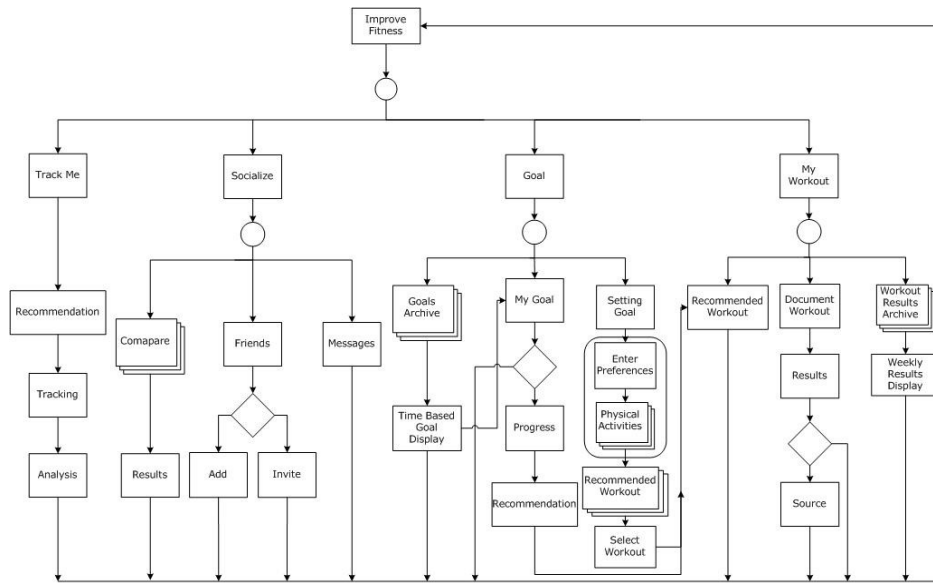 Improve
Fitness
Track Me
Socialize
Goal
My
Workout
Recommendation
Comapare
Friends
Messages
Goals
Archive
My Goal
Setting
Goal
Recommended
Workout
Document
Workout
Workout
Results
Archive
Enter
Preferences
Results
Weekly
Results
Display
Tracking
Time Based
Goal
Display
Progress
Physical
Activities
Analysis
Results
Add
Invite
Recommendation
Recommended
Workout
Source
Select
Workout